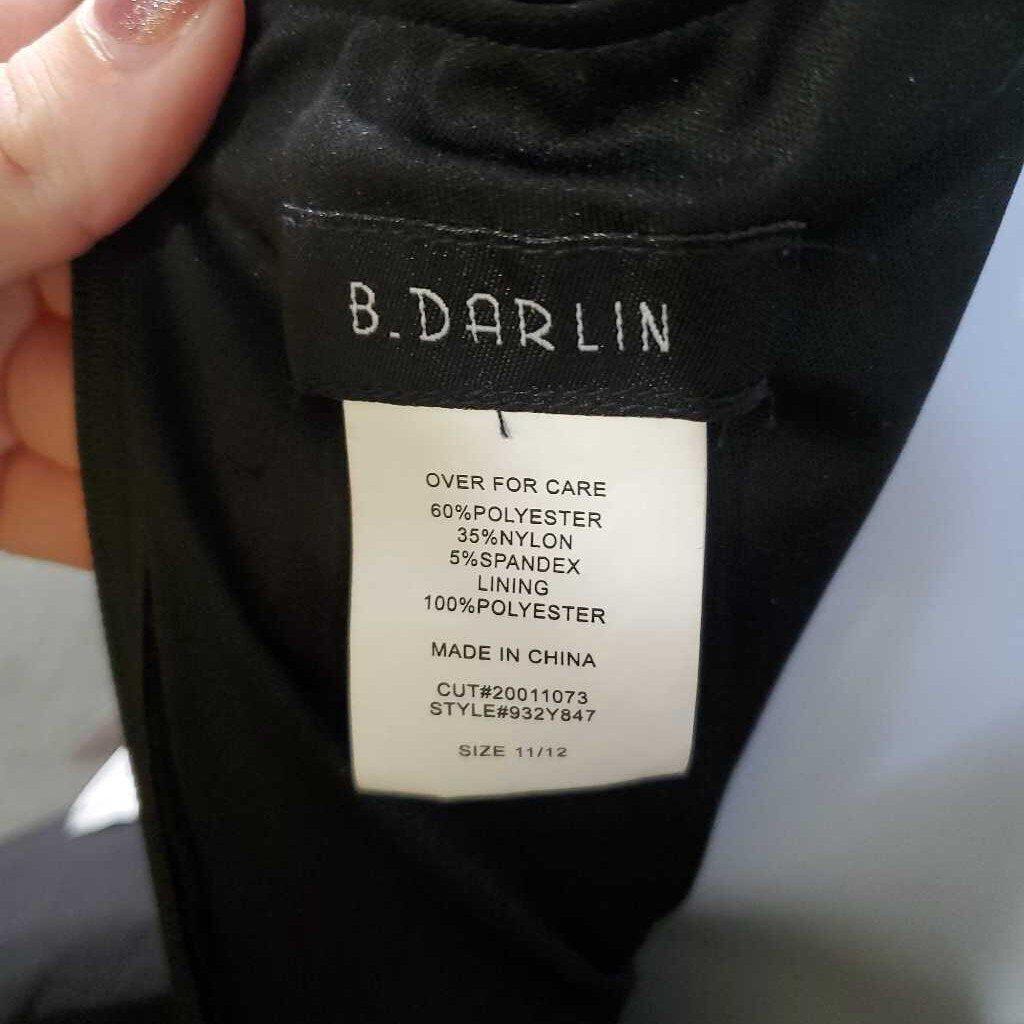 B.DARLIN
OVER FOR CARE
60%POLYESTER
35%NYLON
5%SPANDEX
LINING
100%POLYESTER
MADE IN CHINA
CUT#20011073
STYLE#932Y847
SIZE 11/12